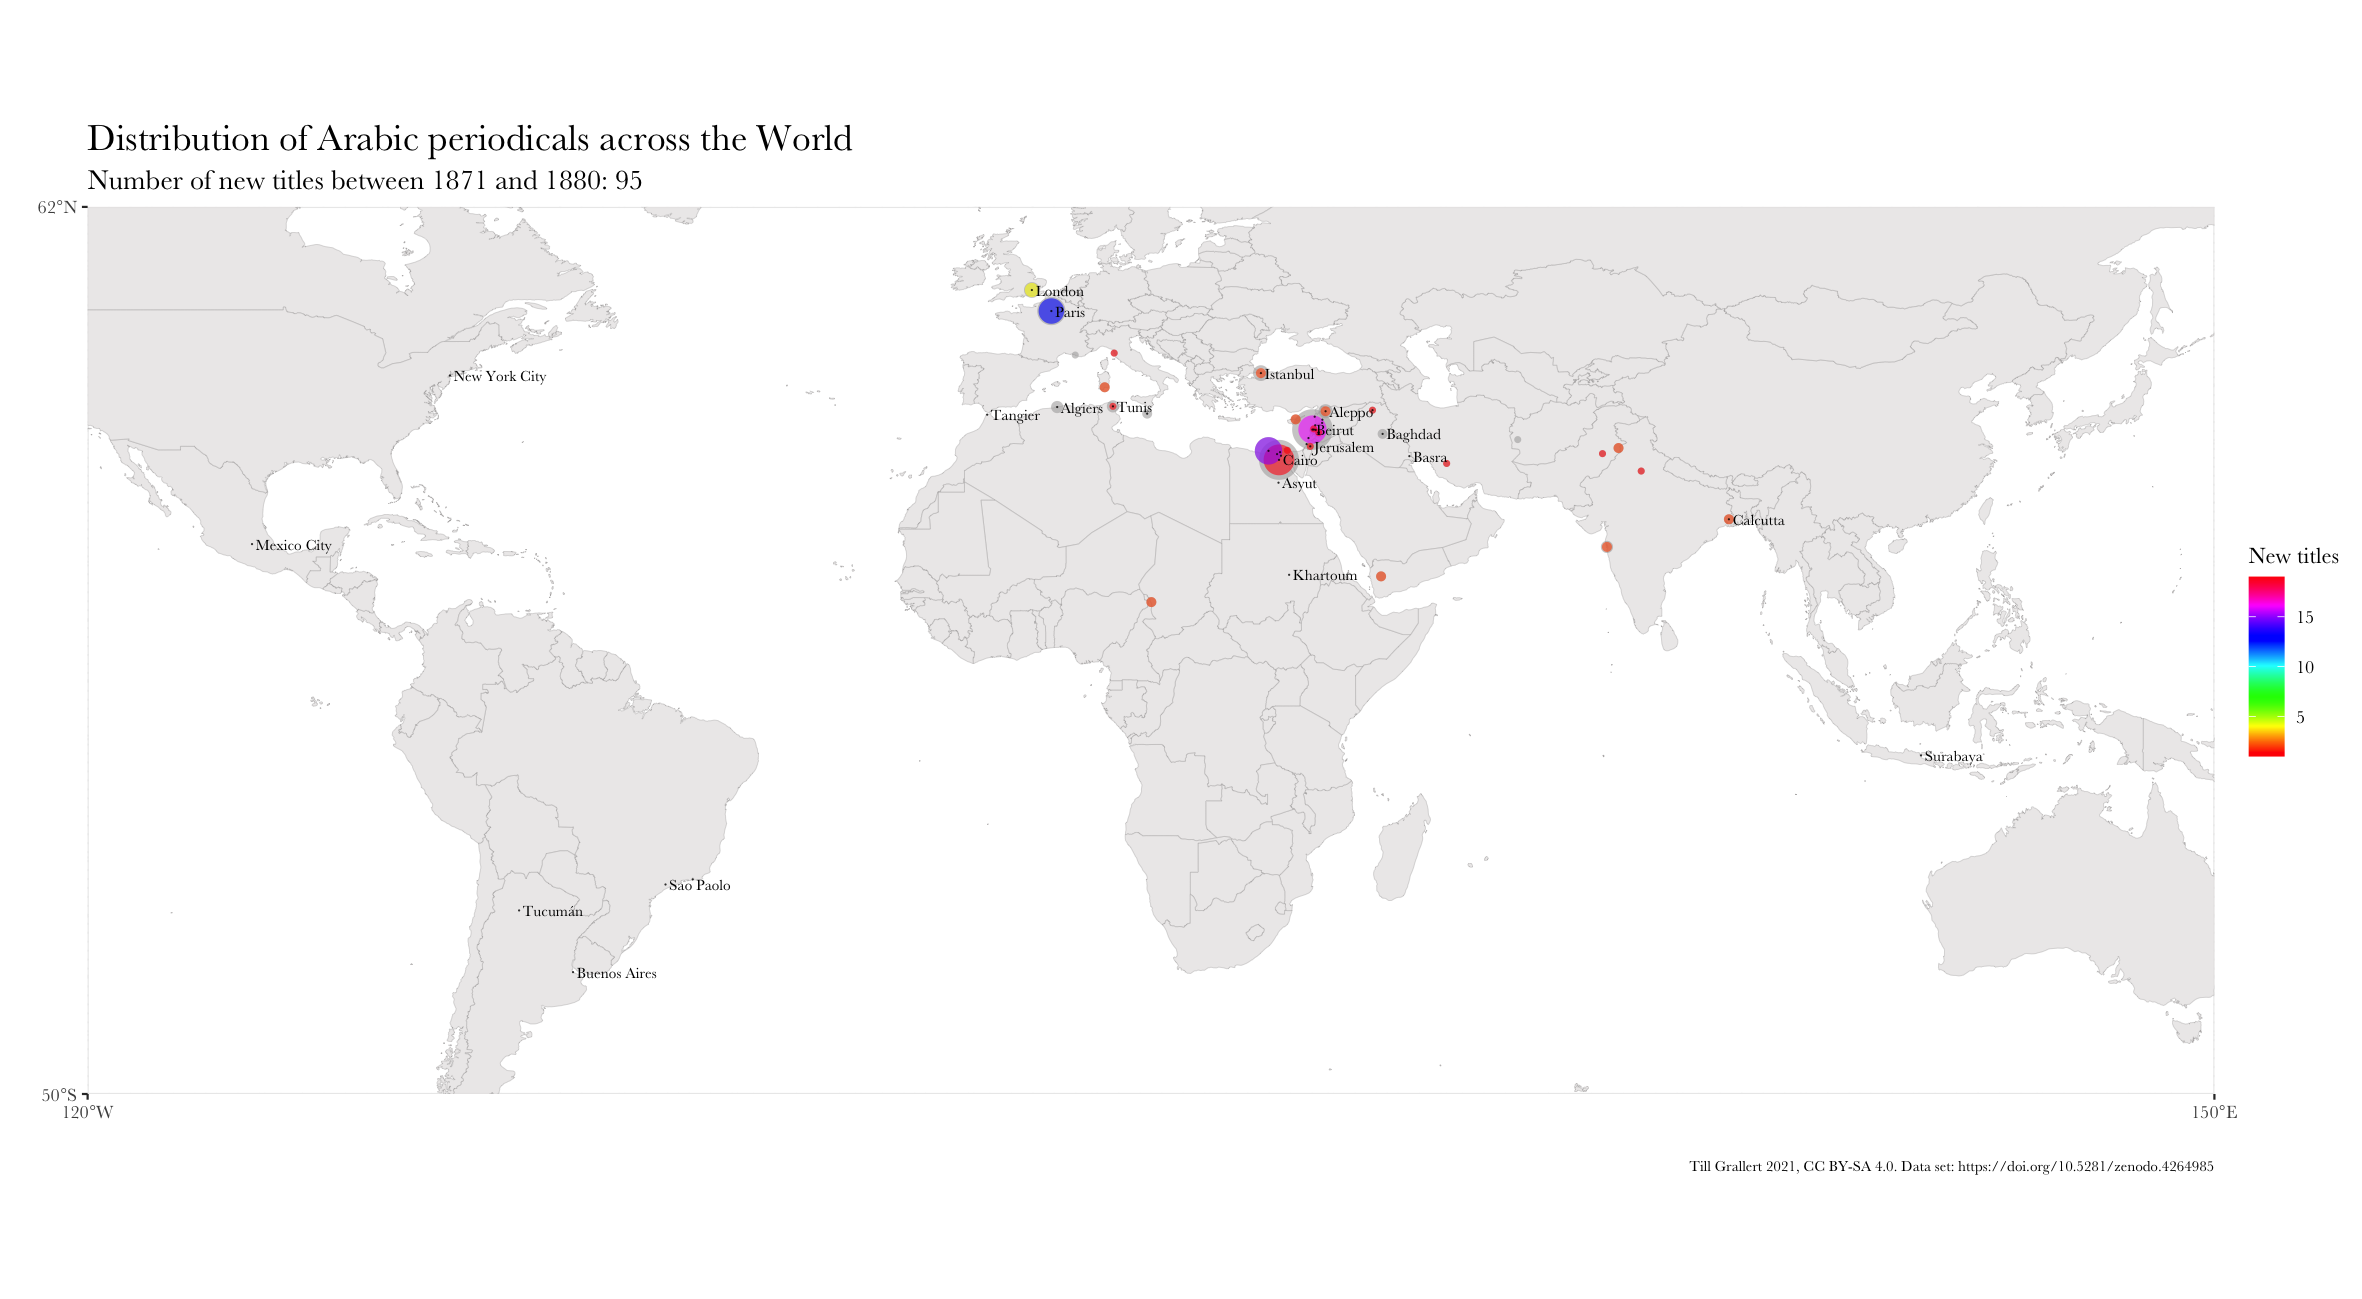 Distribution of Arabic periodicals across the World
Number of new titles between 1871 and 1880: 95
62°N
London
Paris
New York City
Istanbul
Tangier
Algiers
Tunis
Aleppo
Beirut
Baghdad
Jerusalem
Cairo
Basra
Asyut
Calcutta
Mexico City
Khartoum
New titles
15
10
5
Surabaya
Sao Paolo
Tucumán
Buenos Aires
50°S
120°W
150°E
Till Grallert 2021, CC BY-SA 4.0. Data set: https://doi.org/10.5281/zenodo.4264985